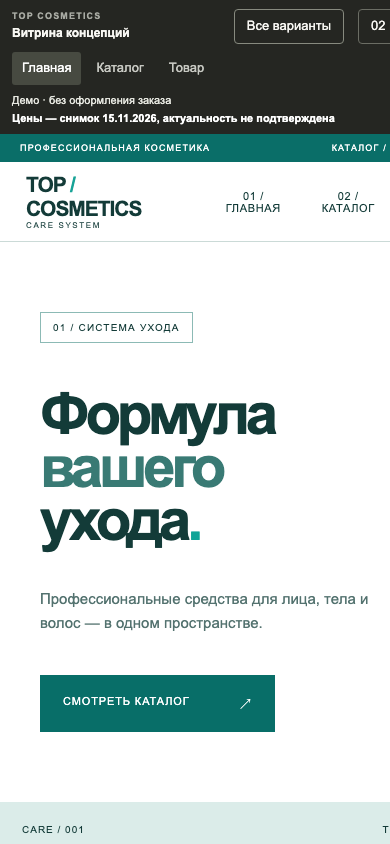 TOP COSMETICS
Витрина концепций
Все варианты
02
Главная
Каталог
Товар
Демо · без оформления заказа
Цены — снимок 15.11.2026, актуальность не подтверждена
ПРОФЕССИОНАЛЬНАЯ КОСМЕТИКА
КАТАЛОГ /
TOP /
COSMETICS
CARE SYSTEM
01 /
ГЛАВНАЯ
02 /
КАТАЛОГ
01 / СИСТЕМА УХОДА
Формула
вашего
ухода.
Профессиональные средства для лица, тела и
волос — в одном пространстве.
СМОТРЕТЬ КАТАЛОГ ↗
CARE / 001
T